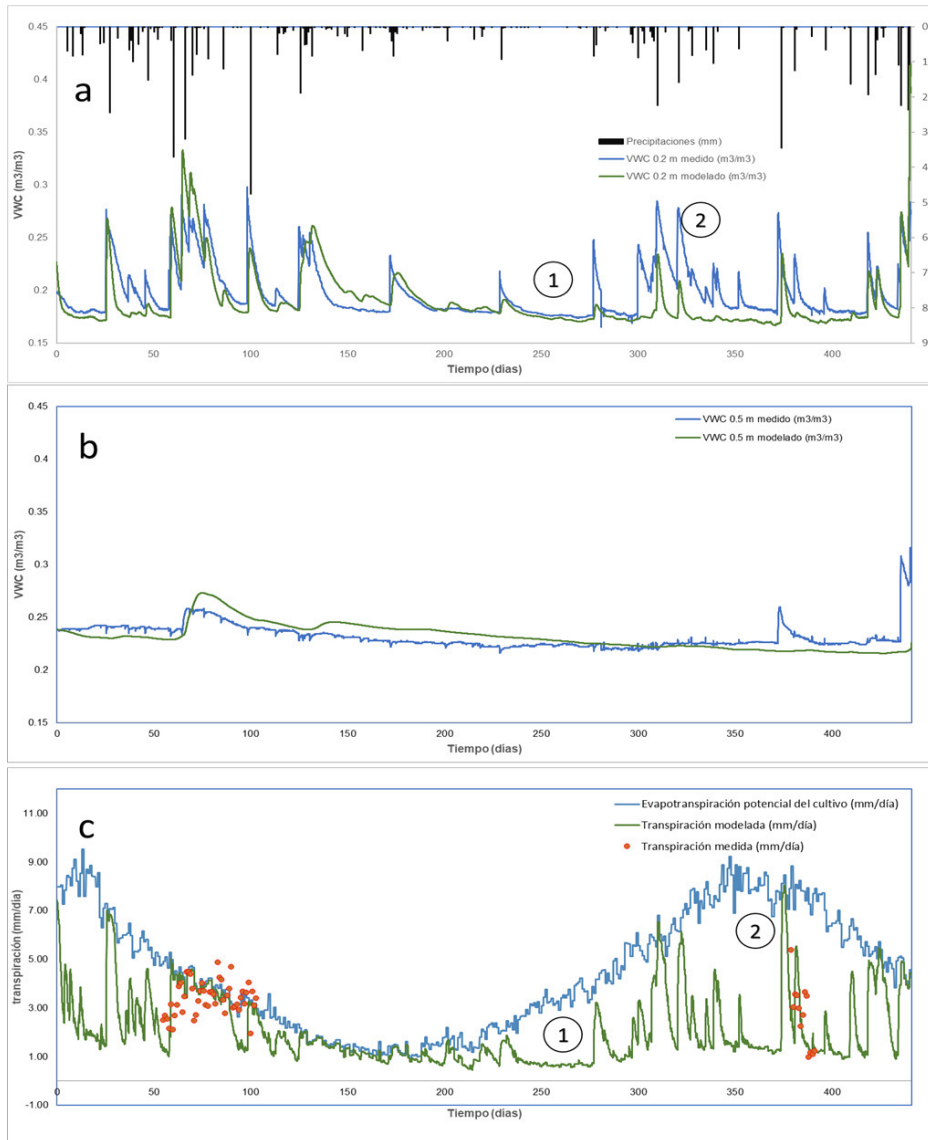 a
0.45
0.4
0.35
0.3
0.25
0.2
0.15
VWC (m3/m3)
0
1
2
3
4
5
6
7
8
9
Precipitaciones (mm)
VWC 0.2 m medido (m3/m3)
VWC 0.2 m modelado (m3/m3)
1
2
0 50 100 150 200 250 300 350 400
Tiempo (días)
b
0.45
0.4
0.35
0.3
0.25
0.2
0.15
VWC (m3/m3)
VWC 0.5 m medido (m3/m3)
VWC 0.5 m modelado (m3/m3)
0 50 100 150 200 250 300 350 400
Tiempo (días)
c
11.00
9.00
7.00
5.00
3.00
1.00
-1.00
transpiración (mm/día)
Evapotranspiración potencial del cultivo (mm/día)
Transpiración modelada (mm/día)
Transpiración medida (mm/día)
1
2
0 50 100 150 200 250 300 350 400
Tiempo (días)